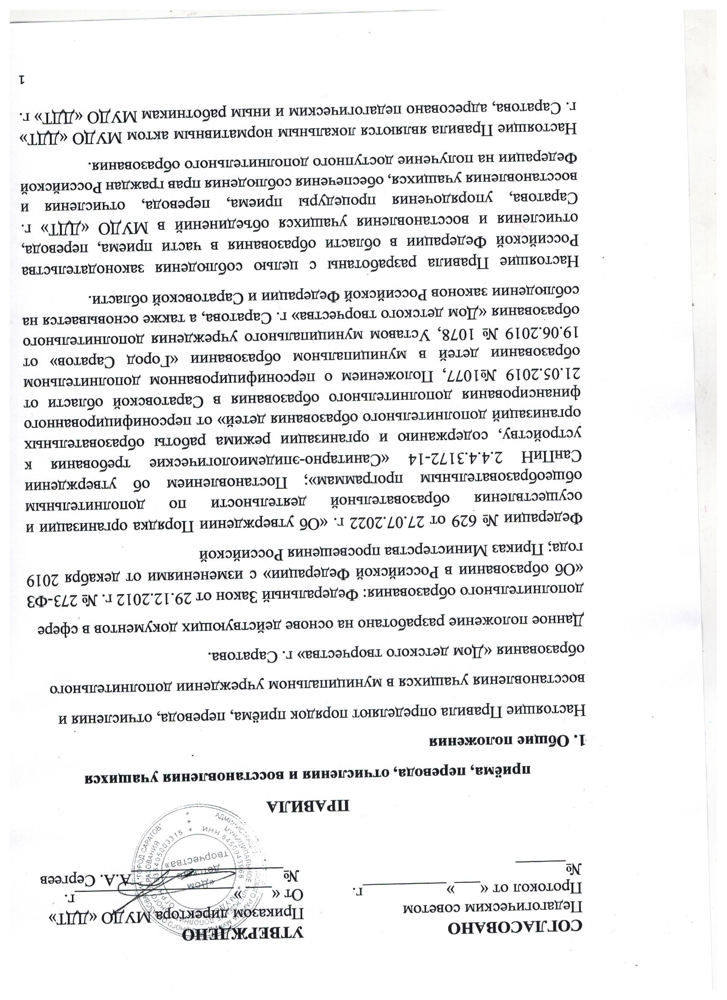 СОГЛАСОВАНО
Педагогическим советом
Протокол от «____»_____________г.
№________
УТВЕРЖДЕНО
Приказом директора МУДО «ДДТ»
От «____»_____________г.
№__________________А.А. Сергеев
«Дом
детского
творчества»
ИНН 6450043968
ПРАВИЛА
приёма, перевода, отчисления и восстановления учащихся
1. Общие положения
Настоящие Правила определяют порядок приёма, перевода, отчисления и
восстановления учащихся в муниципальном учреждении дополнительного
образования «Дом детского творчества» г. Саратова.
Данное положение разработано на основе действующих документов в сфере
дополнительного образования: Федеральный Закон от 29.12.2012 г. № 273-ФЗ
«Об образовании в Российской Федерации» с изменениями от декабря 2019
года; Приказ Министерства просвещения Российской
Федерации № 629 от 27.07.2022 г. «Об утверждении Порядка организации и
осуществления образовательной деятельности по дополнительным
общеобразовательным программам»; Постановлением об утверждении
СанПиН 2.4.4.3172-14 «Санитарно-эпидемиологические требования к
устройству, содержанию и организации режима работы образовательных
организаций дополнительного образования детей» от персонифицированного
финансирования дополнительного образования в Саратовской области от
21.05.2019 №1077, Положением о персонифицированном дополнительном
образовании детей в муниципальном образовании «Город Саратов» от
19.06.2019 № 1078, Уставом муниципального учреждения дополнительного
образования «Дом детского творчества» г. Саратова, а также основывается на
соблюдении законов Российской Федерации и Саратовской области.
Настоящие Правила разработаны с целью соблюдения законодательства
Российской Федерации в области образования в части приема, перевода,
отчисления и восстановления учащихся объединений в МУДО «ДДТ» г.
Саратова, упорядочения процедуры приема, перевода, отчисления и
восстановления учащихся, обеспечения соблюдения прав граждан Российской
Федерации на получение доступного дополнительного образования.
Настоящие Правила являются локальным нормативным актом МУДО «ДДТ»
г. Саратова, адресовано педагогическим и иным работникам МУДО «ДДТ» г.
1